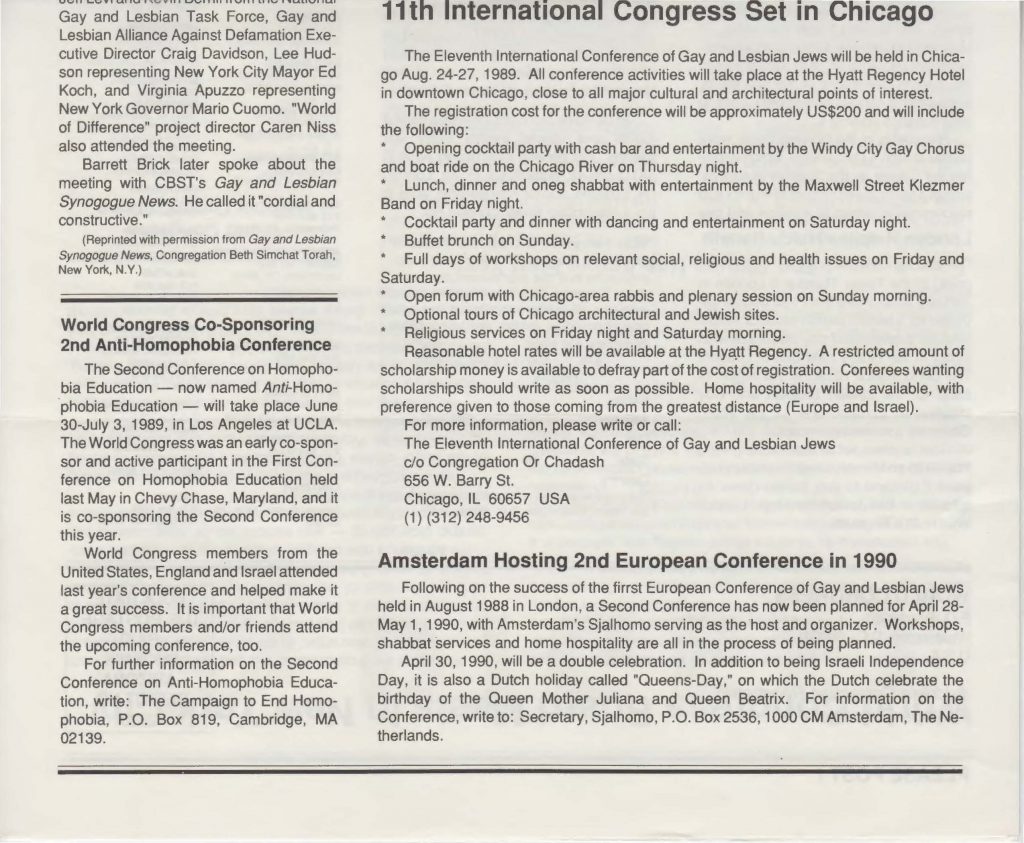 Gay and Lesbian Task Force, Gay and
Lesbian Alliance Against Defamation Exe-
cutive Director Craig Davidson, Lee Hud-
son representing New York City Mayor Ed
Koch, and Virginia Apuzzo representing
New York Governor Mario Cuomo. "World
of Difference" project director Caren Niss
also attended the meeting.
Barrett Brick later spoke about the
meeting with CBST's Gay and Lesbian
Synogogue News. He called it "cordial and
constructive."
(Reprinted with permission from Gay and Lesbian
Synogogue News, Congregation Beth Simchat Torah,
New York, N.Y.)
World Congress Co-Sponsoring
2nd Anti-Homophobia Conference
The Second Conference on Homopho-
bia Education — now named Anti-Homo-
phobia Education — will take place June
30-July 3, 1989, in Los Angeles at UCLA.
The World Congress was an early co-spon-
sor and active participant in the First Con-
ference on Homophobia Education held
last May in Chevy Chase, Maryland, and it
is co-sponsoring the Second Conference
this year.
World Congress members from the
United States, England and Israel attended
last year's conference and helped make it
a great success. It is important that World
Congress members and/or friends attend
the upcoming conference, too.
For further information on the Second
Conference on Anti-Homophobia Educa-
tion, write: The Campaign to End Homo-
phobia, P.O. Box 819, Cambridge, MA
02139.
11th International Congress Set in Chicago
The Eleventh International Conference of Gay and Lesbian Jews will be held in Chica-
go Aug. 24-27, 1989. All conference activities will take place at the Hyatt Regency Hotel
in downtown Chicago, close to all major cultural and architectural points of interest.
The registration cost for the conference will be approximately US$200 and will include
the following:
* Opening cocktail party with cash bar and entertainment by the Windy City Gay Chorus
and boat ride on the Chicago River on Thursday night.
* Lunch, dinner and oneg shabbat with entertainment by the Maxwell Street Klezmer
Band on Friday night.
* Cocktail party and dinner with dancing and entertainment on Saturday night.
* Buffet brunch on Sunday.
* Full days of workshops on relevant social, religious and health issues on Friday and
Saturday.
* Open forum with Chicago-area rabbis and plenary session on Sunday morning.
* Optional tours of Chicago architectural and Jewish sites.
* Religious services on Friday night and Saturday morning.
Reasonable hotel rates will be available at the Hyatt Regency. A restricted amount of
scholarship money is available to defray part of the cost of registration. Conferees wanting
scholarships should write as soon as possible. Home hospitality will be available, with
preference given to those coming from the greatest distance (Europe and Israel).
For more information, please write or call:
The Eleventh International Conference of Gay and Lesbian Jews
c/o Congregation Or Chadash
656 W. Barry St.
Chicago, IL 60657 USA
(1) (312) 248-9456
Amsterdam Hosting 2nd European Conference in 1990
Following on the success of the firrst European Conference of Gay and Lesbian Jews
held in August 1988 in London, a Second Conference has now been planned for April 28-
May 1, 1990, with Amsterdam's Sjalhomo serving as the host and organizer. Workshops,
shabbat services and home hospitality are all in the process of being planned.
April 30, 1990, will be a double celebration. In addition to being Israeli Independence
Day, it is also a Dutch holiday called "Queens-Day," on which the Dutch celebrate the
birthday of the Queen Mother Juliana and Queen Beatrix. For information on the
Conference, write to: Secretary, Sjalhomo, P.O. Box 2536, 1000 CM Amsterdam, The Ne-
therlands.